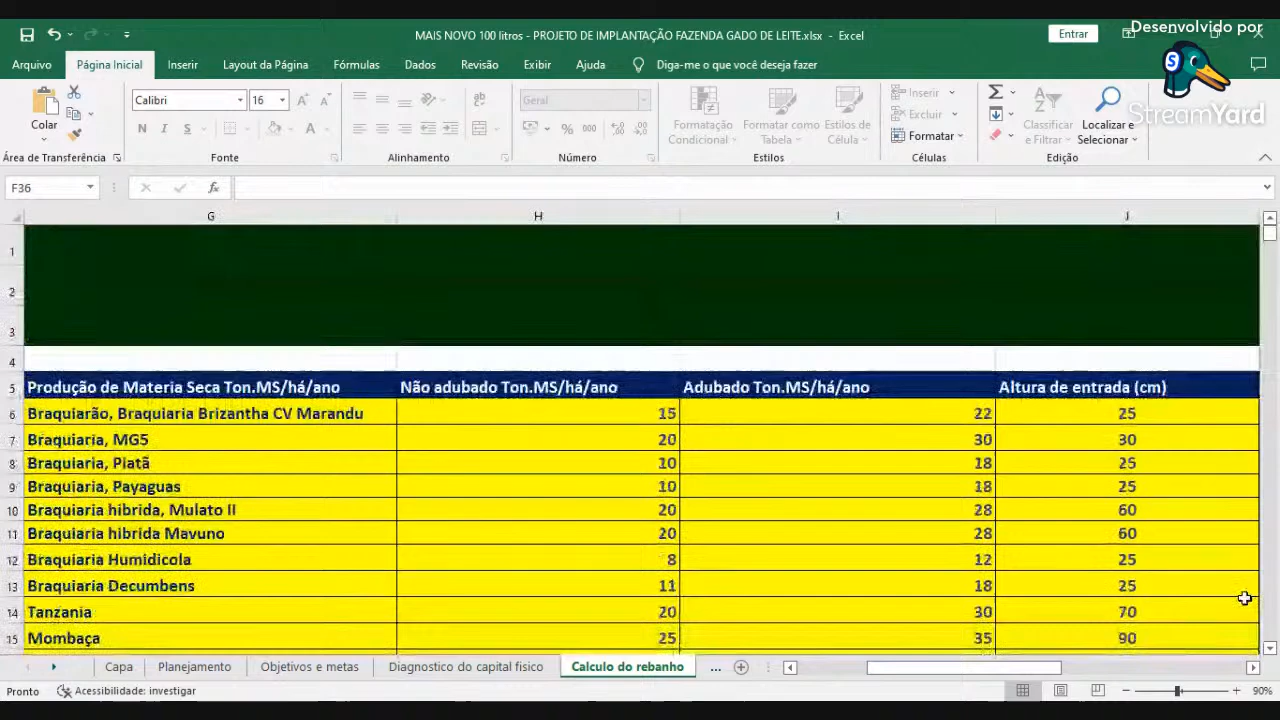 Desenvolvido por
StreamYard
MAIS NOVO 100 litros - PROJETO DE IMPLANTAÇÃO FAZENDA GADO DE LEITE.xlsx - Excel
Entrar
Arquivo Página Inicial Inserir Layout da Página Fórmulas Dados Revisão Exibir Ajuda Diga-me o que você deseja fazer
Colar
Calibri 16
N I S
Geral
% 000
Formatação Condicional
Formatar como Tabela
Estilos de Célula
Inserir
Excluir
Formatar
Classificar e Filtrar
Localizar e Selecionar
Área de Transferência Fonte Alinhamento Número Estilos Células Edição
F36 fx
G H I J
1
2
3
4
5 Produção de Materia Seca Ton.MS/há/ano Não adubado Ton.MS/há/ano Adubado Ton.MS/há/ano Altura de entrada (cm)
6 Braquiarão, Braquiaria Brizantha CV Marandu 15 22 25
7 Braquiaria, MG5 20 30 30
8 Braquiaria, Piatã 10 18 25
9 Braquiaria, Payaguas 10 18 25
10 Braquiaria hibrida, Mulato II 20 28 60
11 Braquiaria hibrida Mavuno 20 28 60
12 Braquiaria Humidicola 8 12 25
13 Braquiaria Decumbens 11 18 25
14 Tanzania 20 30 70
15 Mombaça 25 35 90
Capa Planejamento Objetivos e metas Diagnostico do capital fisico Calculo do rebanho ...
Pronto Acessibilidade: investigar 90%